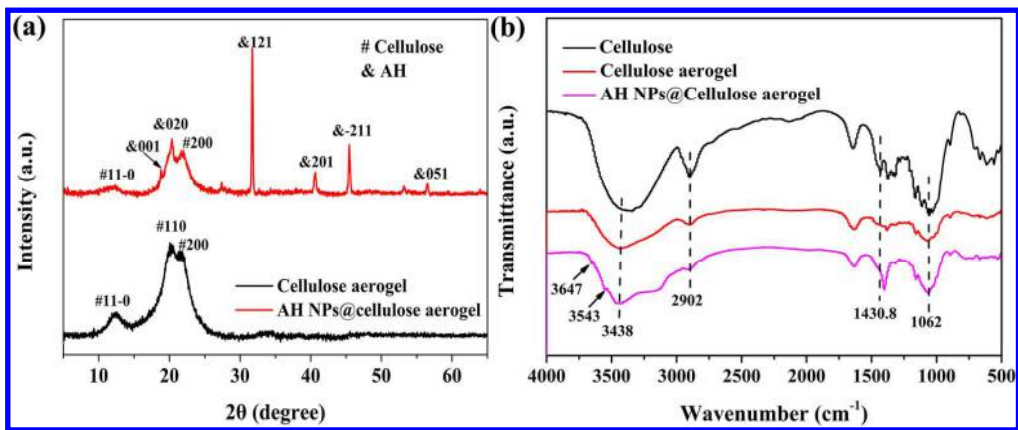 (a)
&121
# Cellulose
& AH
&020
&001
#200
&-211
&201
&051
#11-0
#110
#200
#11-0
Cellulose aerogel
AH NPs@cellulose aerogel
Intensity (a.u.)
10 20 30 40 50 60
2θ (degree)
(b)
Cellulose
Cellulose aerogel
AH NPs@Cellulose aerogel
3647
3543
3438
2902
1430.8
1062
Transmittance (a.u.)
4000 3500 3000 2500 2000 1500 1000 500
Wavenumber (cm⁻¹)